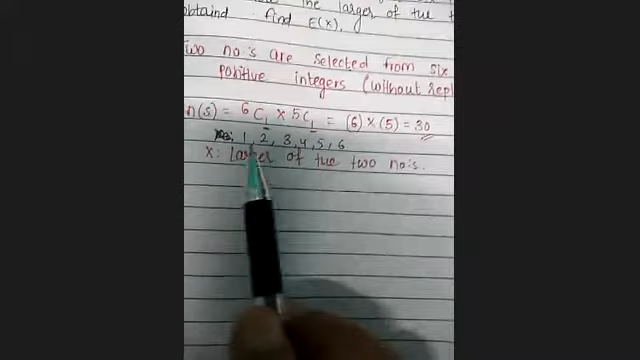 the larger of the t
obtaind find E(X).
Two no's are selected from six
positive integers (without repl
n(s) = 6C₁ × 5C₁ = (6) × (5) = 30
1, 2, 3, 4, 5, 6
X: Larger of the two no's.